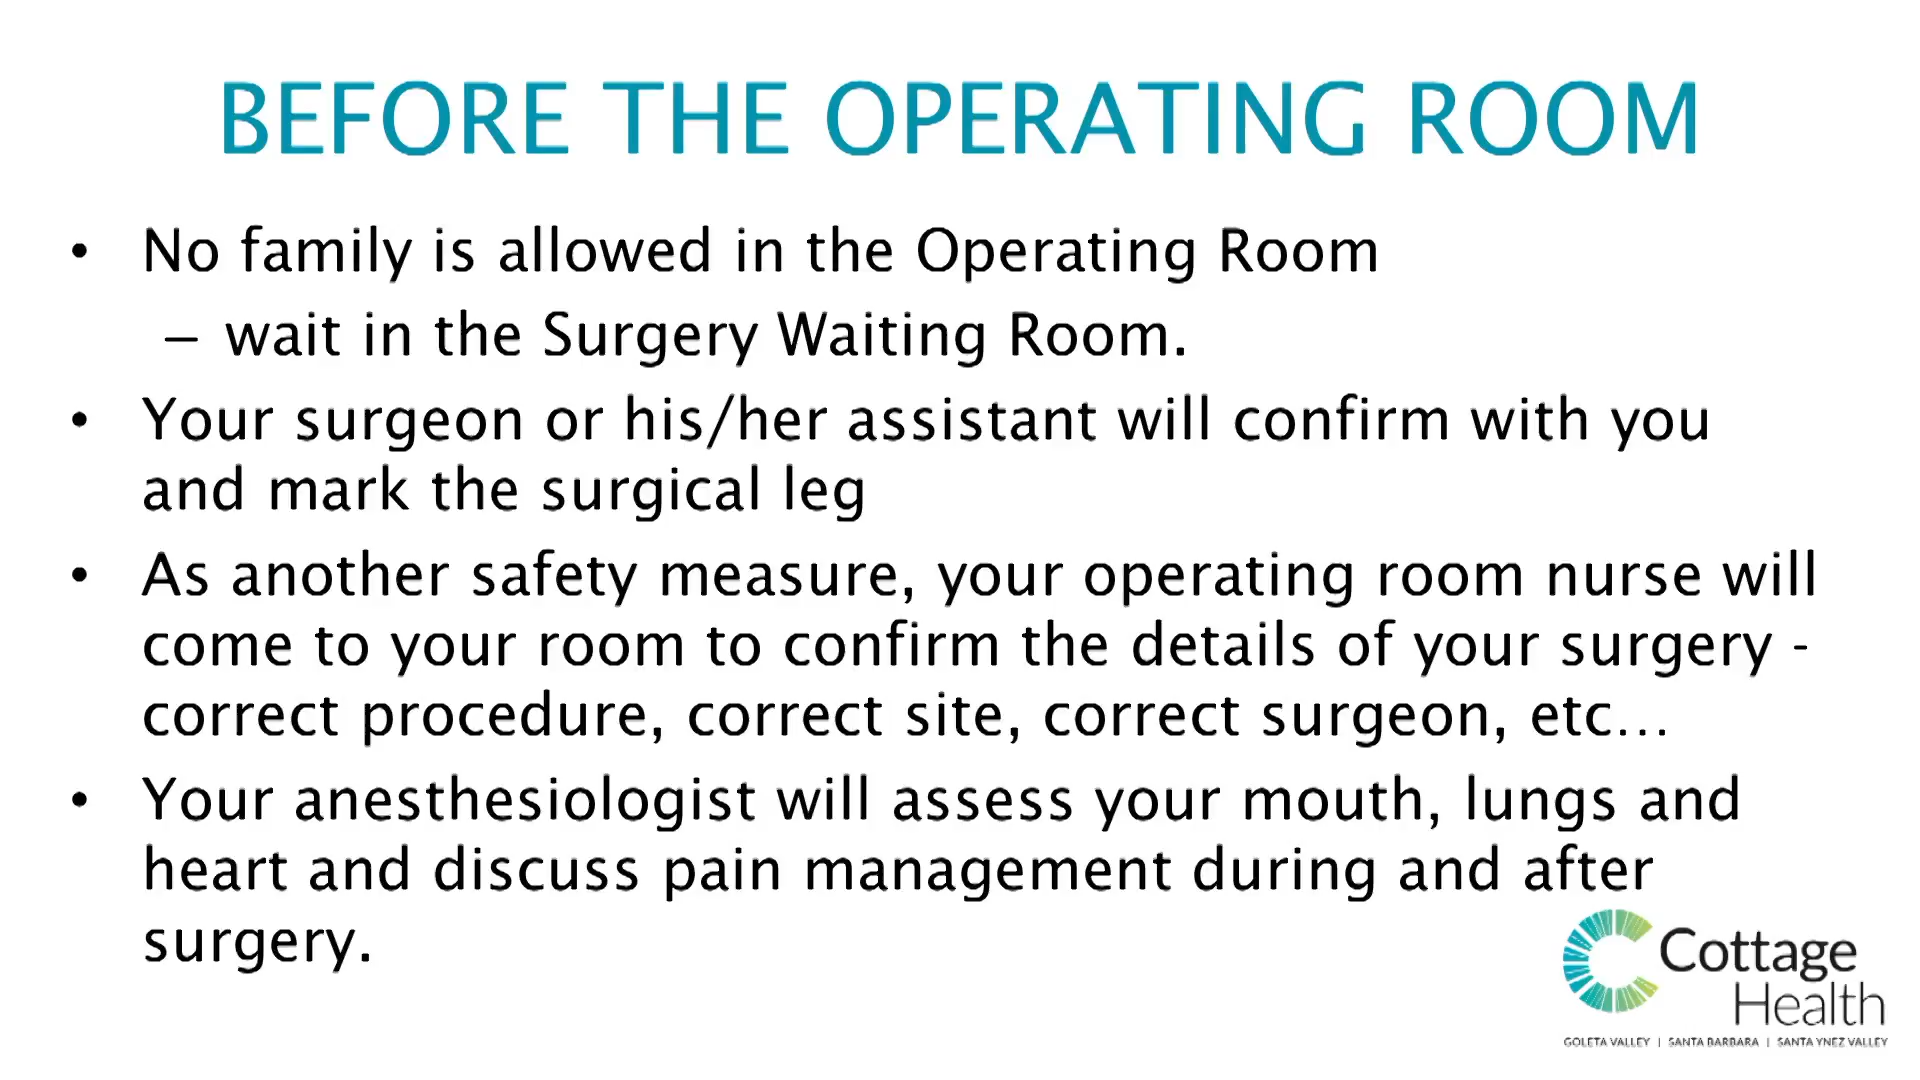 BEFORE THE OPERATING ROOM
• No family is allowed in the Operating Room
– wait in the Surgery Waiting Room.
• Your surgeon or his/her assistant will confirm with you
and mark the surgical leg
• As another safety measure, your operating room nurse will
come to your room to confirm the details of your surgery -
correct procedure, correct site, correct surgeon, etc…
• Your anesthesiologist will assess your mouth, lungs and
heart and discuss pain management during and after
surgery.
Cottage
Health
GOLETA VALLEY | SANTA BARBARA | SANTA YNEZ VALLEY